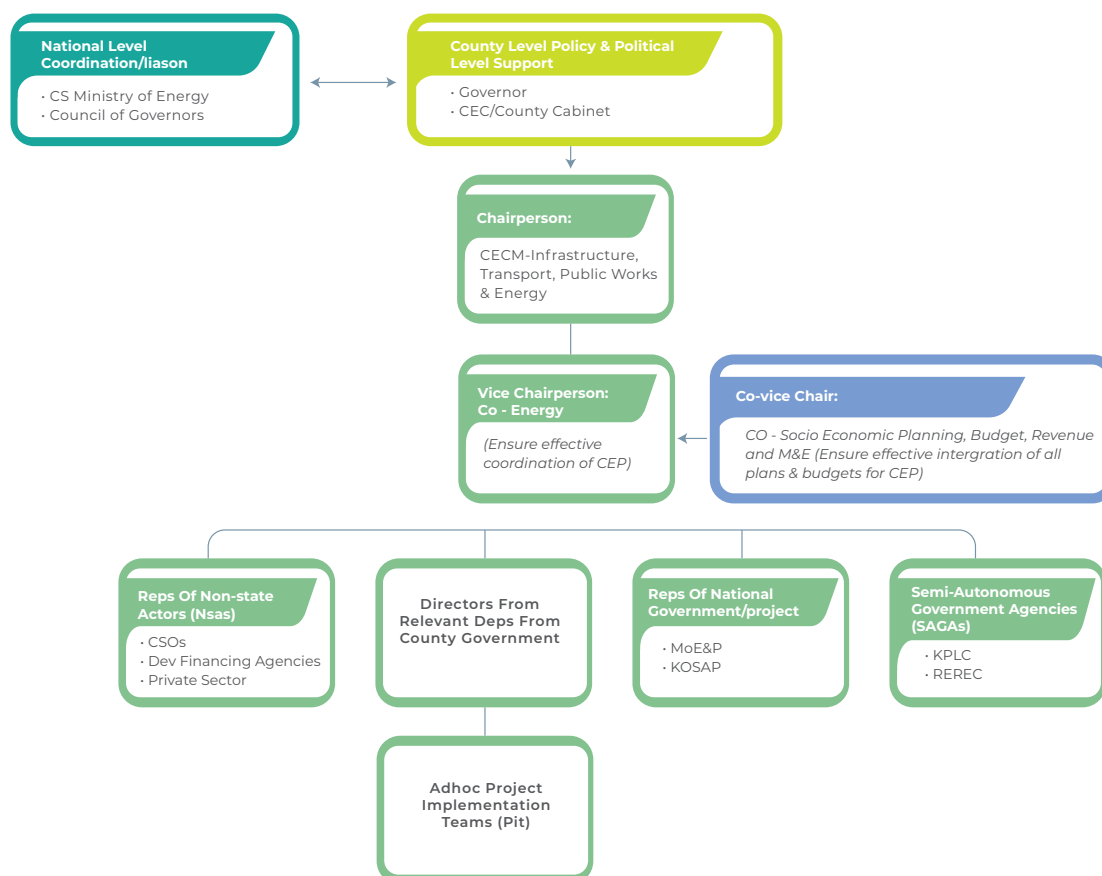 National Level
Coordination/liason
• CS Ministry of Energy
• Council of Governors
County Level Policy & Political
Level Support
• Governor
• CEC/County Cabinet
Chairperson:
CECM-Infrastructure,
Transport, Public Works
& Energy
Vice Chairperson:
Co - Energy
(Ensure effective
coordination of CEP)
Co-vice Chair:
CO - Socio Economic Planning, Budget, Revenue
and M&E (Ensure effective intergration of all
plans & budgets for CEP)
Reps Of Non-state
Actors (Nsas)
• CSOs
• Dev Financing Agencies
• Private Sector
Directors From
Relevant Deps From
County Government
Reps Of National
Government/project
• MoE&P
• KOSAP
Semi-Autonomous
Government Agencies
(SAGAs)
• KPLC
• REREC
Adhoc Project
Implementation
Teams (Pit)